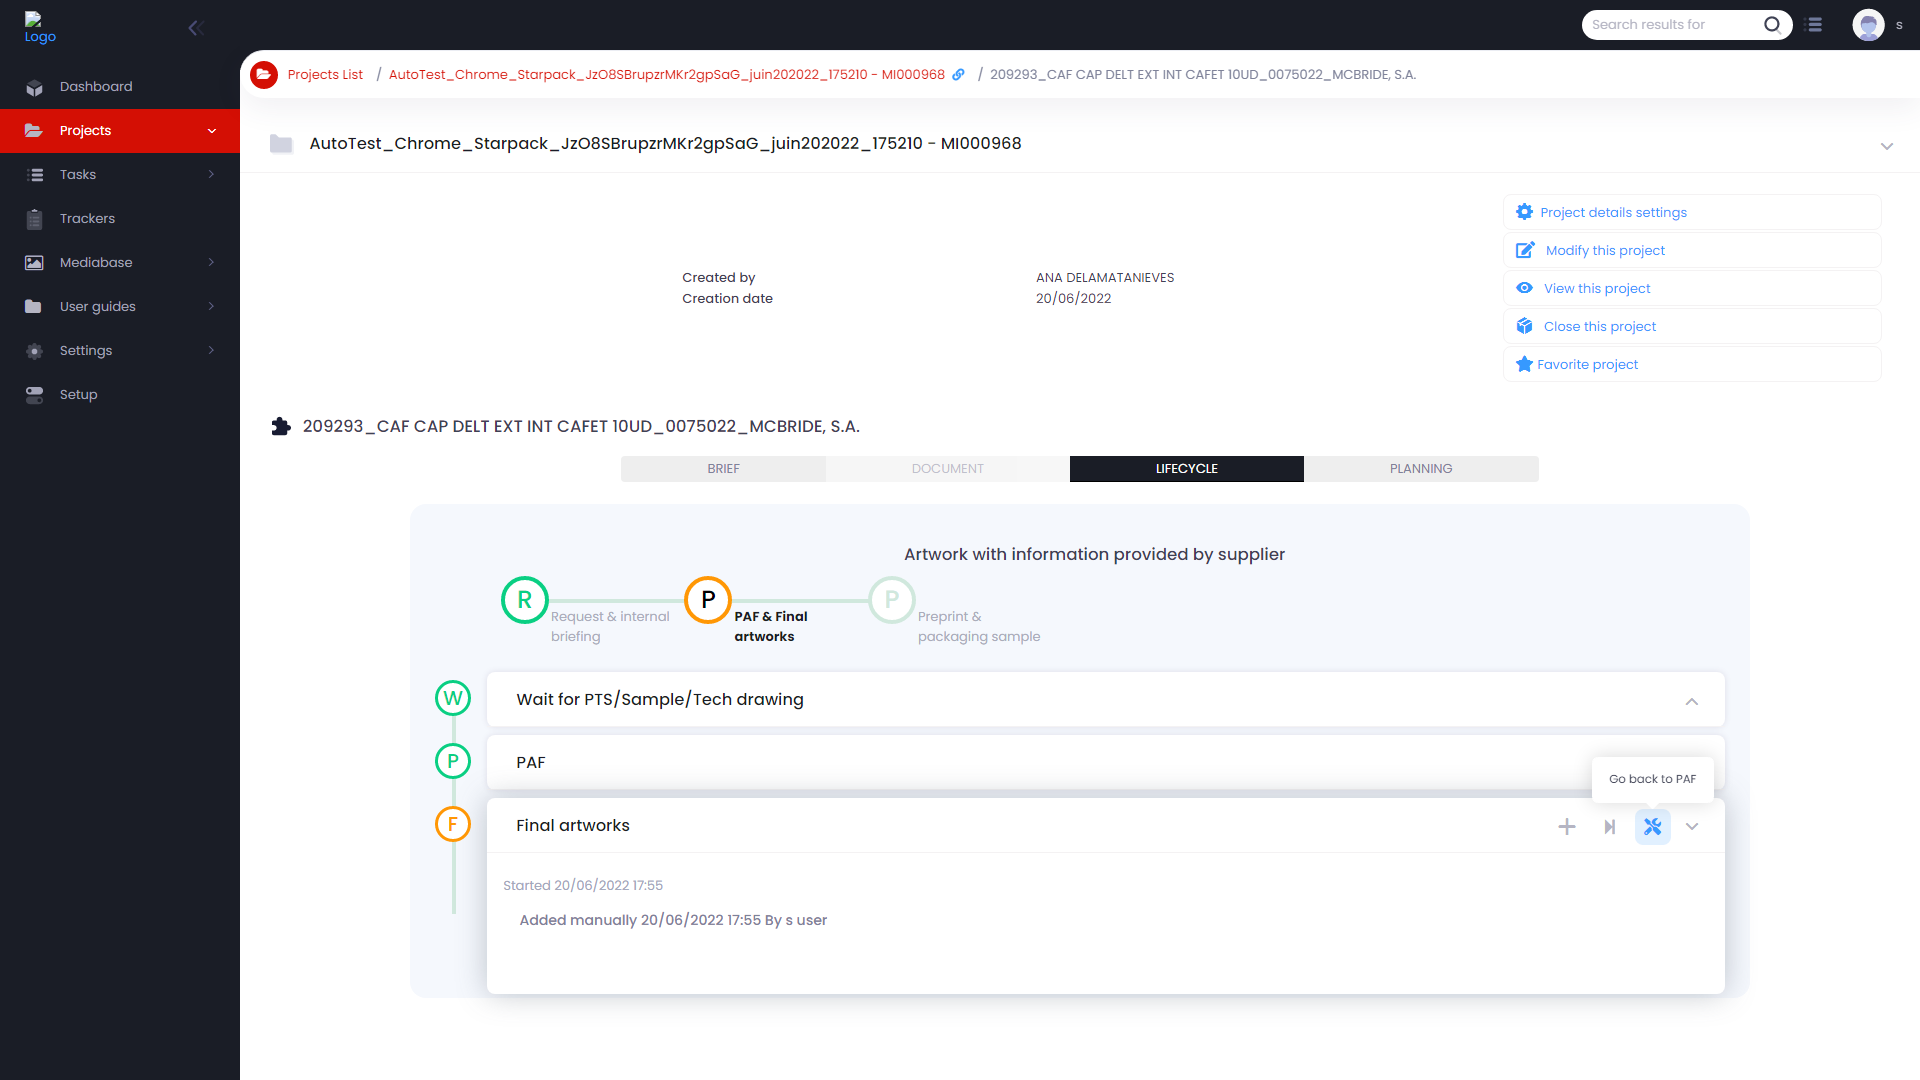 Logo
Search results for
s
Dashboard
Projects
Tasks
Trackers
Mediabase
User guides
Settings
Setup
Projects List / AutoTest_Chrome_Starpack_JzO8SBrupzrMKr2gpSaG_juin202022_175210 - MI000968 / 209293_CAF CAP DELT EXT INT CAFET 10UD_0075022_MCBRIDE, S.A.
AutoTest_Chrome_Starpack_JzO8SBrupzrMKr2gpSaG_juin202022_175210 - MI000968
Created by ANA DELAMATANIEVES
Creation date 20/06/2022
Project details settings
Modify this project
View this project
Close this project
Favorite project
209293_CAF CAP DELT EXT INT CAFET 10UD_0075022_MCBRIDE, S.A.
BRIEF DOCUMENT LIFECYCLE PLANNING
Artwork with information provided by supplier
R
Request & internal
briefing
P
PAF & Final
artworks
P
Preprint &
packaging sample
W
Wait for PTS/Sample/Tech drawing
P
PAF
Go back to PAF
F
Final artworks
Started 20/06/2022 17:55
Added manually 20/06/2022 17:55 By s user